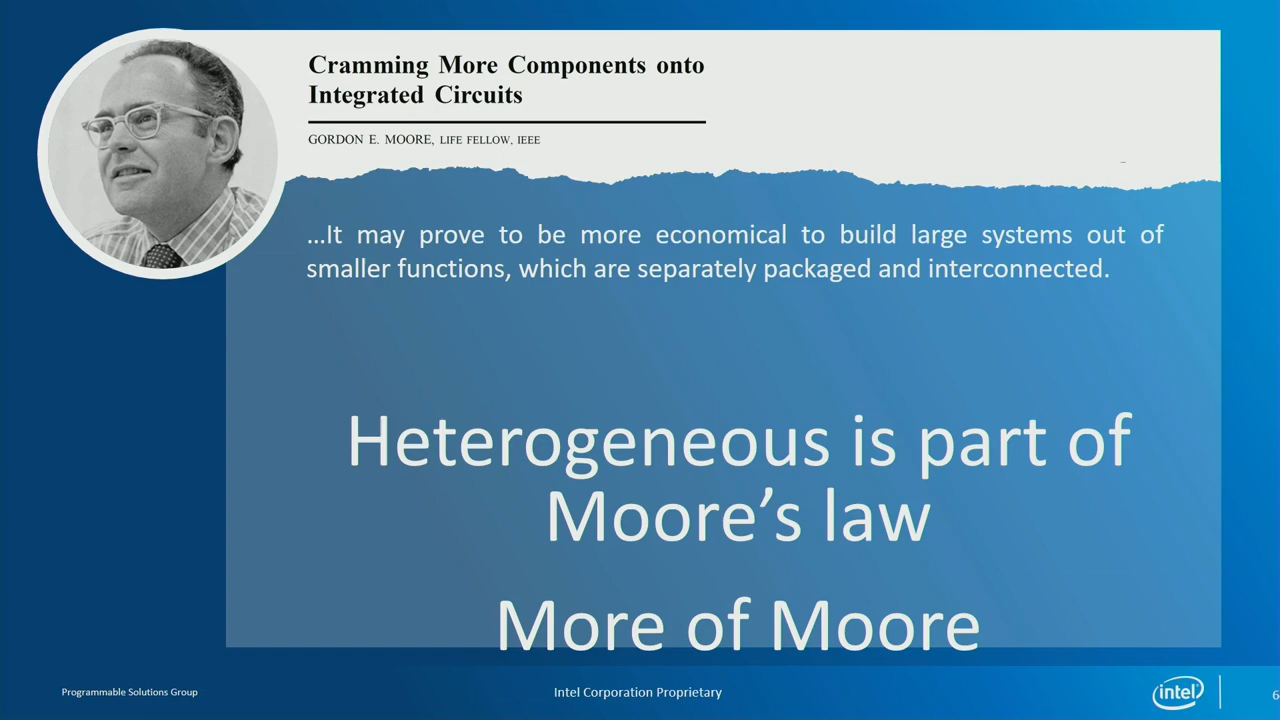 Cramming More Components onto
Integrated Circuits
GORDON E. MOORE, LIFE FELLOW, IEEE
...It may prove to be more economical to build large systems out of
smaller functions, which are separately packaged and interconnected.
Heterogeneous is part of
Moore’s law
More of Moore
Programmable Solutions Group
Intel Corporation Proprietary
intel
6